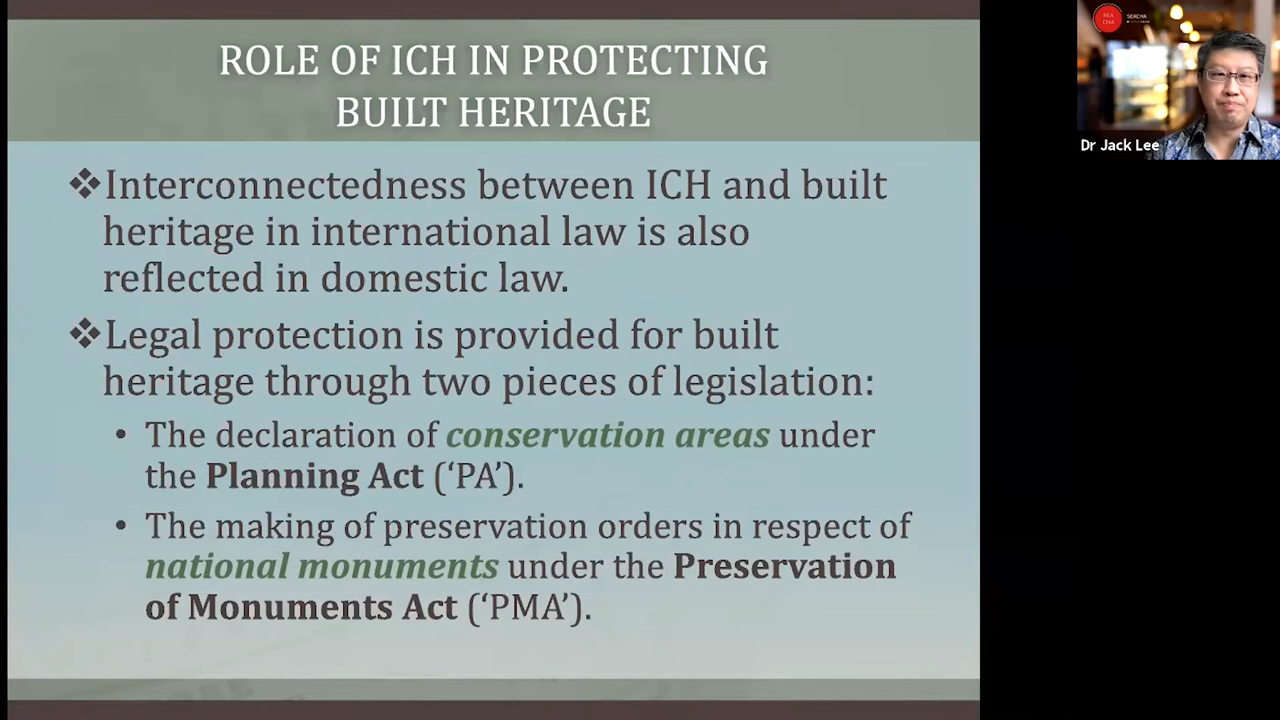 ROLE OF ICH IN PROTECTING
BUILT HERITAGE
❖Interconnectedness between ICH and built
heritage in international law is also
reflected in domestic law.
❖Legal protection is provided for built
heritage through two pieces of legislation:
• The declaration of conservation areas under
the Planning Act (‘PA’).
• The making of preservation orders in respect of
national monuments under the Preservation
of Monuments Act (‘PMA’).
SEA
CHA
SEACHA
Dr Jack Lee